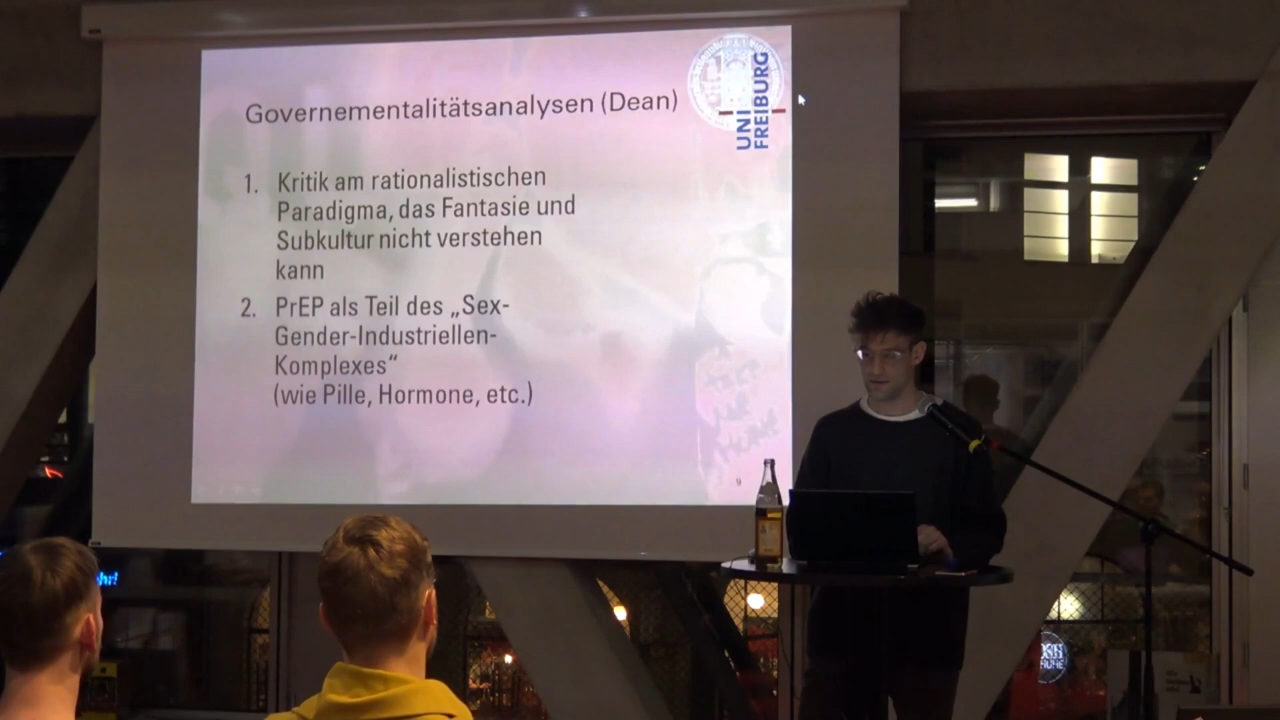 Governementalitätsanalysen (Dean)
UNI
FREIBURG
1. Kritik am rationalistischen
Paradigma, das Fantasie und
Subkultur nicht verstehen
kann
2. PrEP als Teil des „Sex-
Gender-Industriellen-
Komplexes“
(wie Pille, Hormone, etc.)
9